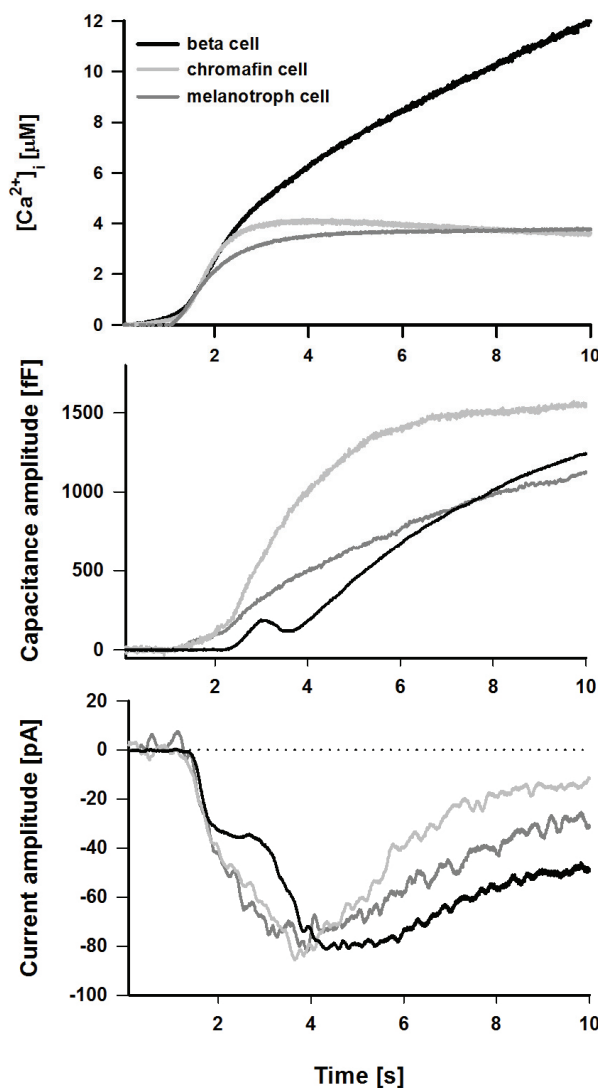 12
10
8
6
4
2
0
[Ca²⁺]ᵢ [µM]
beta cell
chromafin cell
melanotroph cell
2 4 6 8 10
1500
1000
500
0
Capacitance amplitude [fF]
2 4 6 8 10
20
0
-20
-40
-60
-80
-100
Current amplitude [pA]
2 4 6 8 10
Time [s]